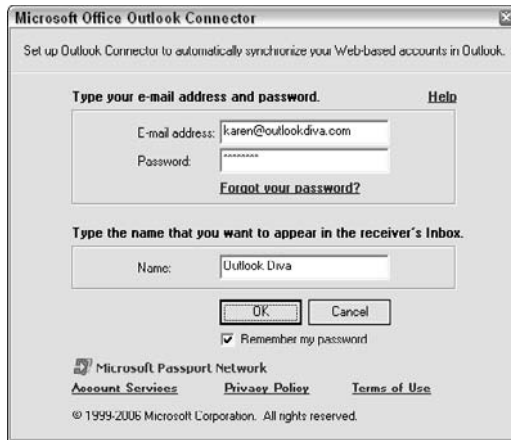 Microsoft Office Outlook Connector
Set up Outlook Connector to automatically synchronize your Web-based accounts in Outlook.
Type your e-mail address and password. Help
E-mail address: karen@outlookdiva.com
Password: ********
Forgot your password?
Type the name that you want to appear in the receiver's Inbox.
Name: Outlook Diva
OK Cancel
Remember my password
Microsoft Passport Network
Account Services Privacy Policy Terms of Use
© 1999-2006 Microsoft Corporation. All rights reserved.